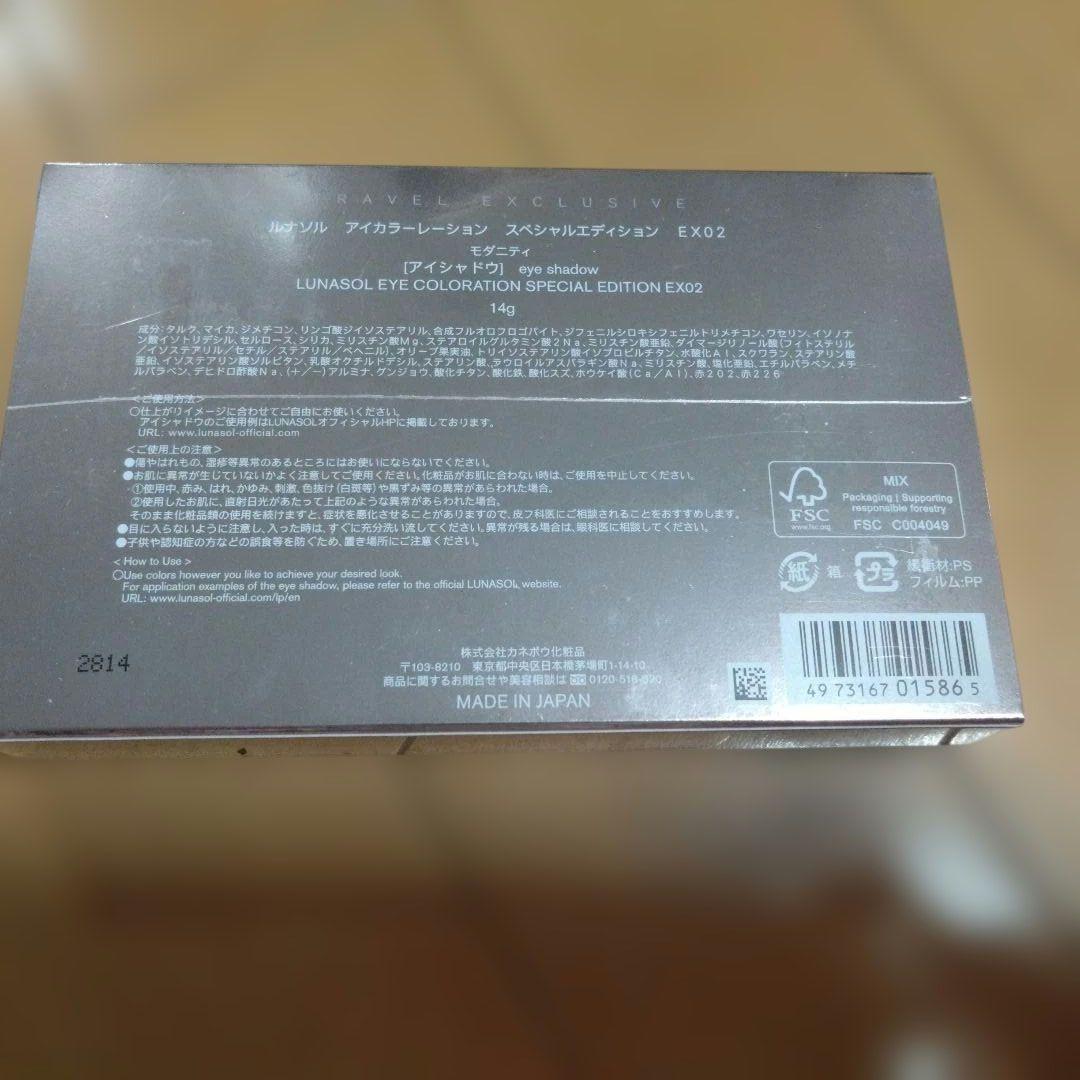 RAVEL EXCLUSIVE
ルナソル アイカラーレーション スペシャルエディション EX02
モダニティ
[アイシャドウ] eye shadow
LUNASOL EYE COLORATION SPECIAL EDITION EX02
14g
成分:タルク、マイカ、ジメチコン、リンゴ酸ジイソステアリル、合成フルオロフロゴパイト、ジフェニルシロキシフェニルトリメチコン、ワセリン、イソノナ
ン酸イソトリデシル、セルロース、シリカ、ミリスチン酸Mg、ステアロイルグルタミン酸2Na、ミリスチン酸亜鉛、ダイマージリノール酸(フィトステリル
/イソステアリル/セチル/ステアリル/ベヘニル)、オリーブ果実油、トリイソステアリン酸イソプロピルチタン、水酸化Al、スクワラン、ステアリン酸
亜鉛、イソステアリン酸ソルビタン、乳酸オクチルドデシル、ステアリン酸、ラウロイルアスパラギン酸Na、ミリスチン酸、塩化亜鉛、エチルパラベン、メチ
ルパラベン、デヒドロ酢酸Na、(+/-)アルミナ、グンジョウ、酸化チタン、酸化鉄、酸化スズ、ホウケイ酸(Ca/Al)、赤202、赤226
<ご使用方法>
○仕上がりイメージに合わせてご自由にお使いください。
アイシャドウのご使用例はLUNASOLオフィシャルHPに掲載しております。
URL: www.lunasol-official.com
<ご使用上の注意>
●傷やはれもの、湿疹等異常のあるところにはお使いにならないでください。
●お肌に異常が生じていないかよく注意してご使用ください。化粧品がお肌に合わない時は、ご使用を中止してください。
①使用中、赤み、はれ、かゆみ、刺激、色抜け(白斑等)や黒ずみ等の異常があらわれた場合。
②使用したお肌に、直射日光があたって上記のような異常があらわれた場合。
そのまま化粧品類の使用を続けますと、症状を悪化させることがありますので、皮フ科医にご相談されることをおすすめします。
●目に入らないように注意し、入った時は、すぐに充分洗い流してください。異常が残る場合は、眼科医に相談してください。
●子供や認知症の方などの誤食等を防ぐため、置き場所にご注意ください。
< How to Use >
○Use colors however you like to achieve your desired look.
For application examples of the eye shadow, please refer to the official LUNASOL website.
URL: www.lunasol-official.com/lp/en
FSC
www.fsc.org
MIX
Packaging | Supporting
responsible forestry
FSC C004049
紙 箱
プラ 緩衝材:PS
フィルム:PP
2814
株式会社カネボウ化粧品
〒103-8210 東京都中央区日本橋茅場町1-14-10
商品に関するお問合せや美容相談は 0120-518-520
MADE IN JAPAN
4 973167 015865